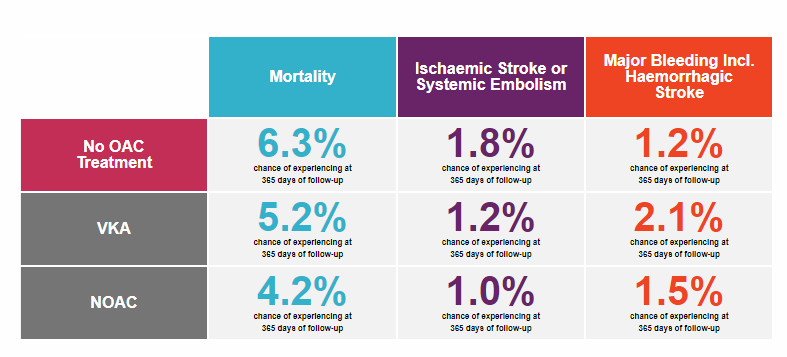 Mortality
Ischaemic Stroke or
Systemic Embolism
Major Bleeding Incl.
Haemorrhagic
Stroke
No OAC
Treatment
6.3%
chance of experiencing at
365 days of follow-up
1.8%
chance of experiencing at
365 days of follow-up
1.2%
chance of experiencing at
365 days of follow-up
VKA
5.2%
chance of experiencing at
365 days of follow-up
1.2%
chance of experiencing at
365 days of follow-up
2.1%
chance of experiencing at
365 days of follow-up
NOAC
4.2%
chance of experiencing at
365 days of follow-up
1.0%
chance of experiencing at
365 days of follow-up
1.5%
chance of experiencing at
365 days of follow-up